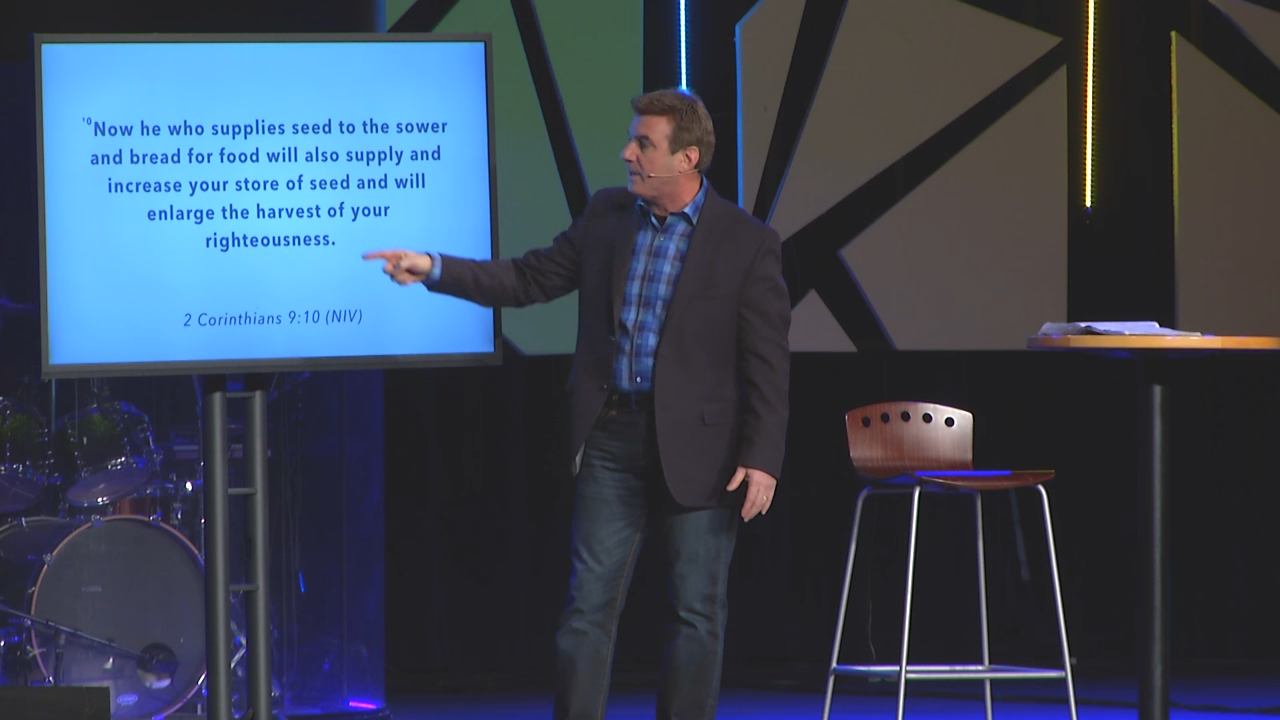 ¹⁰Now he who supplies seed to the sower
and bread for food will also supply and
increase your store of seed and will
enlarge the harvest of your
righteousness.
2 Corinthians 9:10 (NIV)